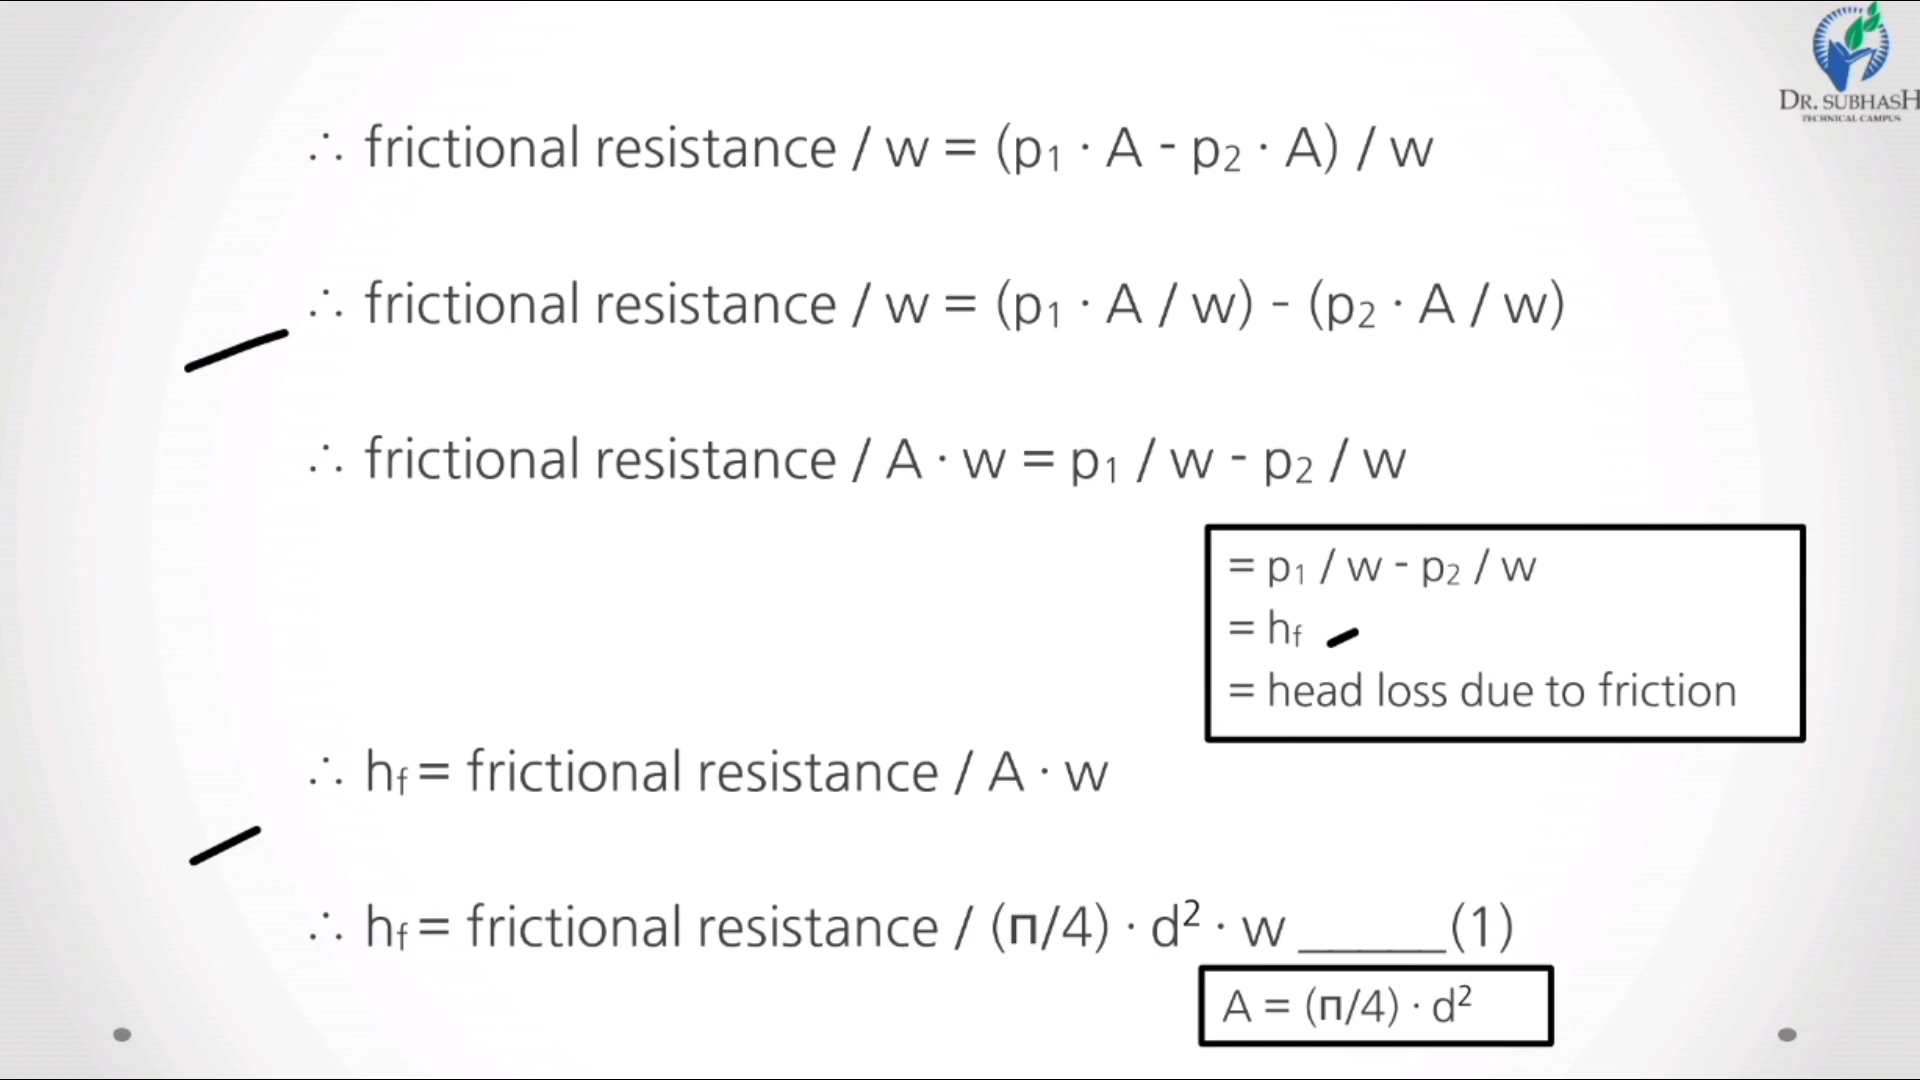 DR. SUBHASH
TECHNICAL CAMPUS
∴ frictional resistance / w = (p₁ · A - p₂ · A) / w
∴ frictional resistance / w = (p₁ · A / w) - (p₂ · A / w)
∴ frictional resistance / A · w = p₁ / w - p₂ / w
= p₁ / w - p₂ / w
= hf
= head loss due to friction
∴ hf = frictional resistance / A · w
∴ hf = frictional resistance / (п/4) · d² · w ______(1)
A = (п/4) · d²